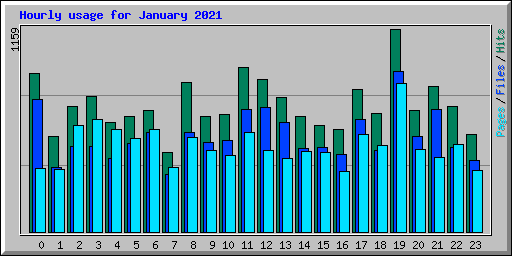 Hourly usage for January 2021
1159
Pages/Files/Hits
0 1 2 3 4 5 6 7 8 9 10 11 12 13 14 15 16 17 18 19 20 21 22 23